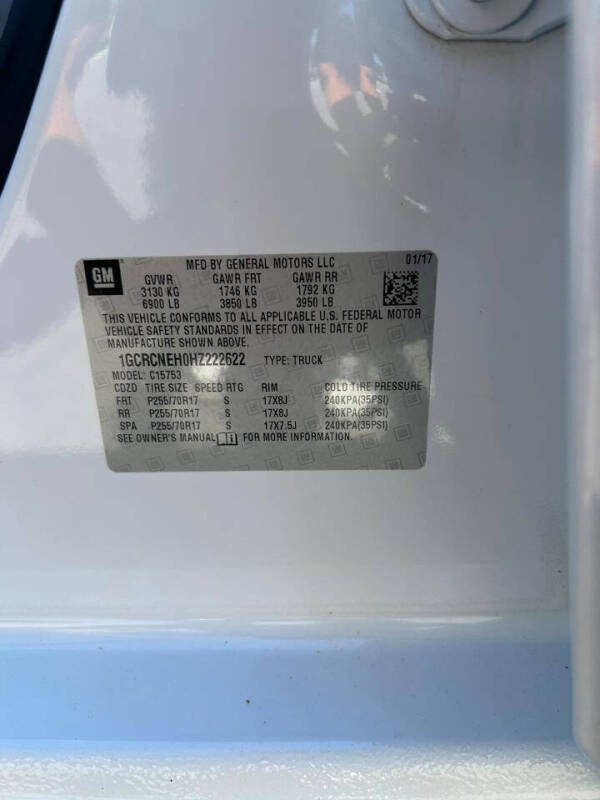 GM MFD BY GENERAL MOTORS LLC 01/17
GVWR GAWR FRT GAWR RR
3130 KG 1746 KG 1792 KG
6900 LB 3850 LB 3950 LB
THIS VEHICLE CONFORMS TO ALL APPLICABLE U.S. FEDERAL MOTOR
VEHICLE SAFETY STANDARDS IN EFFECT ON THE DATE OF
MANUFACTURE SHOWN ABOVE.
1GCRCNEH0HZ222622 TYPE: TRUCK
MODEL: C15753
CDZD TIRE SIZE SPEED RTG RIM COLD TIRE PRESSURE
FRT P255/70R17 S 17X8J 240KPA(35PSI)
RR P255/70R17 S 17X8J 240KPA(35PSI)
SPA P255/70R17 S 17X7.5J 240KPA(35PSI)
SEE OWNER'S MANUAL FOR MORE INFORMATION.